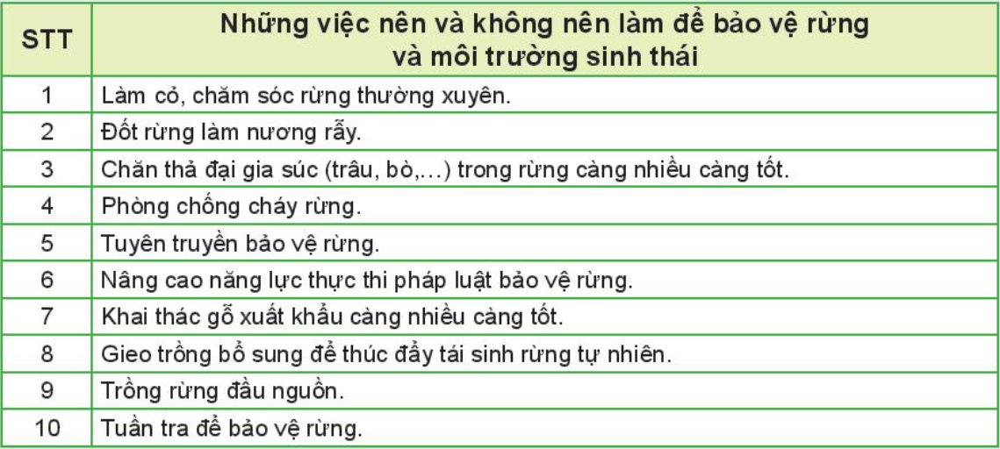 STT
Những việc nên và không nên làm để bảo vệ rừng
và môi trường sinh thái
1 Làm cỏ, chăm sóc rừng thường xuyên.
2 Đốt rừng làm nương rẫy.
3 Chăn thả đại gia súc (trâu, bò,…) trong rừng càng nhiều càng tốt.
4 Phòng chống cháy rừng.
5 Tuyên truyền bảo vệ rừng.
6 Nâng cao năng lực thực thi pháp luật bảo vệ rừng.
7 Khai thác gỗ xuất khẩu càng nhiều càng tốt.
8 Gieo trồng bổ sung để thúc đẩy tái sinh rừng tự nhiên.
9 Trồng rừng đầu nguồn.
10 Tuần tra để bảo vệ rừng.